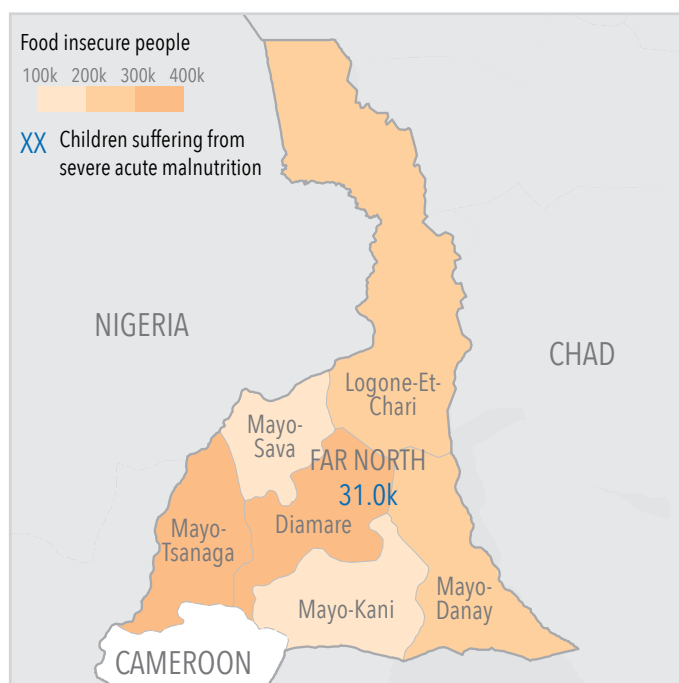 Food insecure people
100k 200k 300k 400k
XX Children suffering from
severe acute malnutrition
NIGERIA
CHAD
Logone-Et-
Chari
Mayo-
Sava
FAR NORTH
31.0k
Diamare
Mayo-
Tsanaga
Mayo-Kani
Mayo-
Danay
CAMEROON